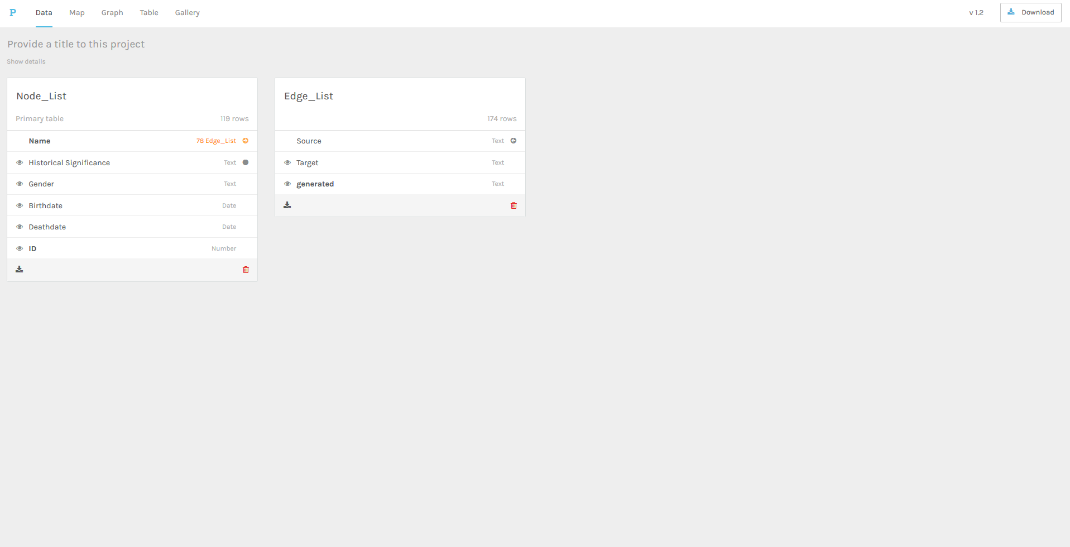 P Data Map Graph Table Gallery v 1.2 Download
Provide a title to this project
Show details
Node_List
Primary table 119 rows
Name 76 Edge_List
Historical Significance Text
Gender Text
Birthdate Date
Deathdate Date
ID Number
Edge_List
174 rows
Source Text
Target Text
generated Text